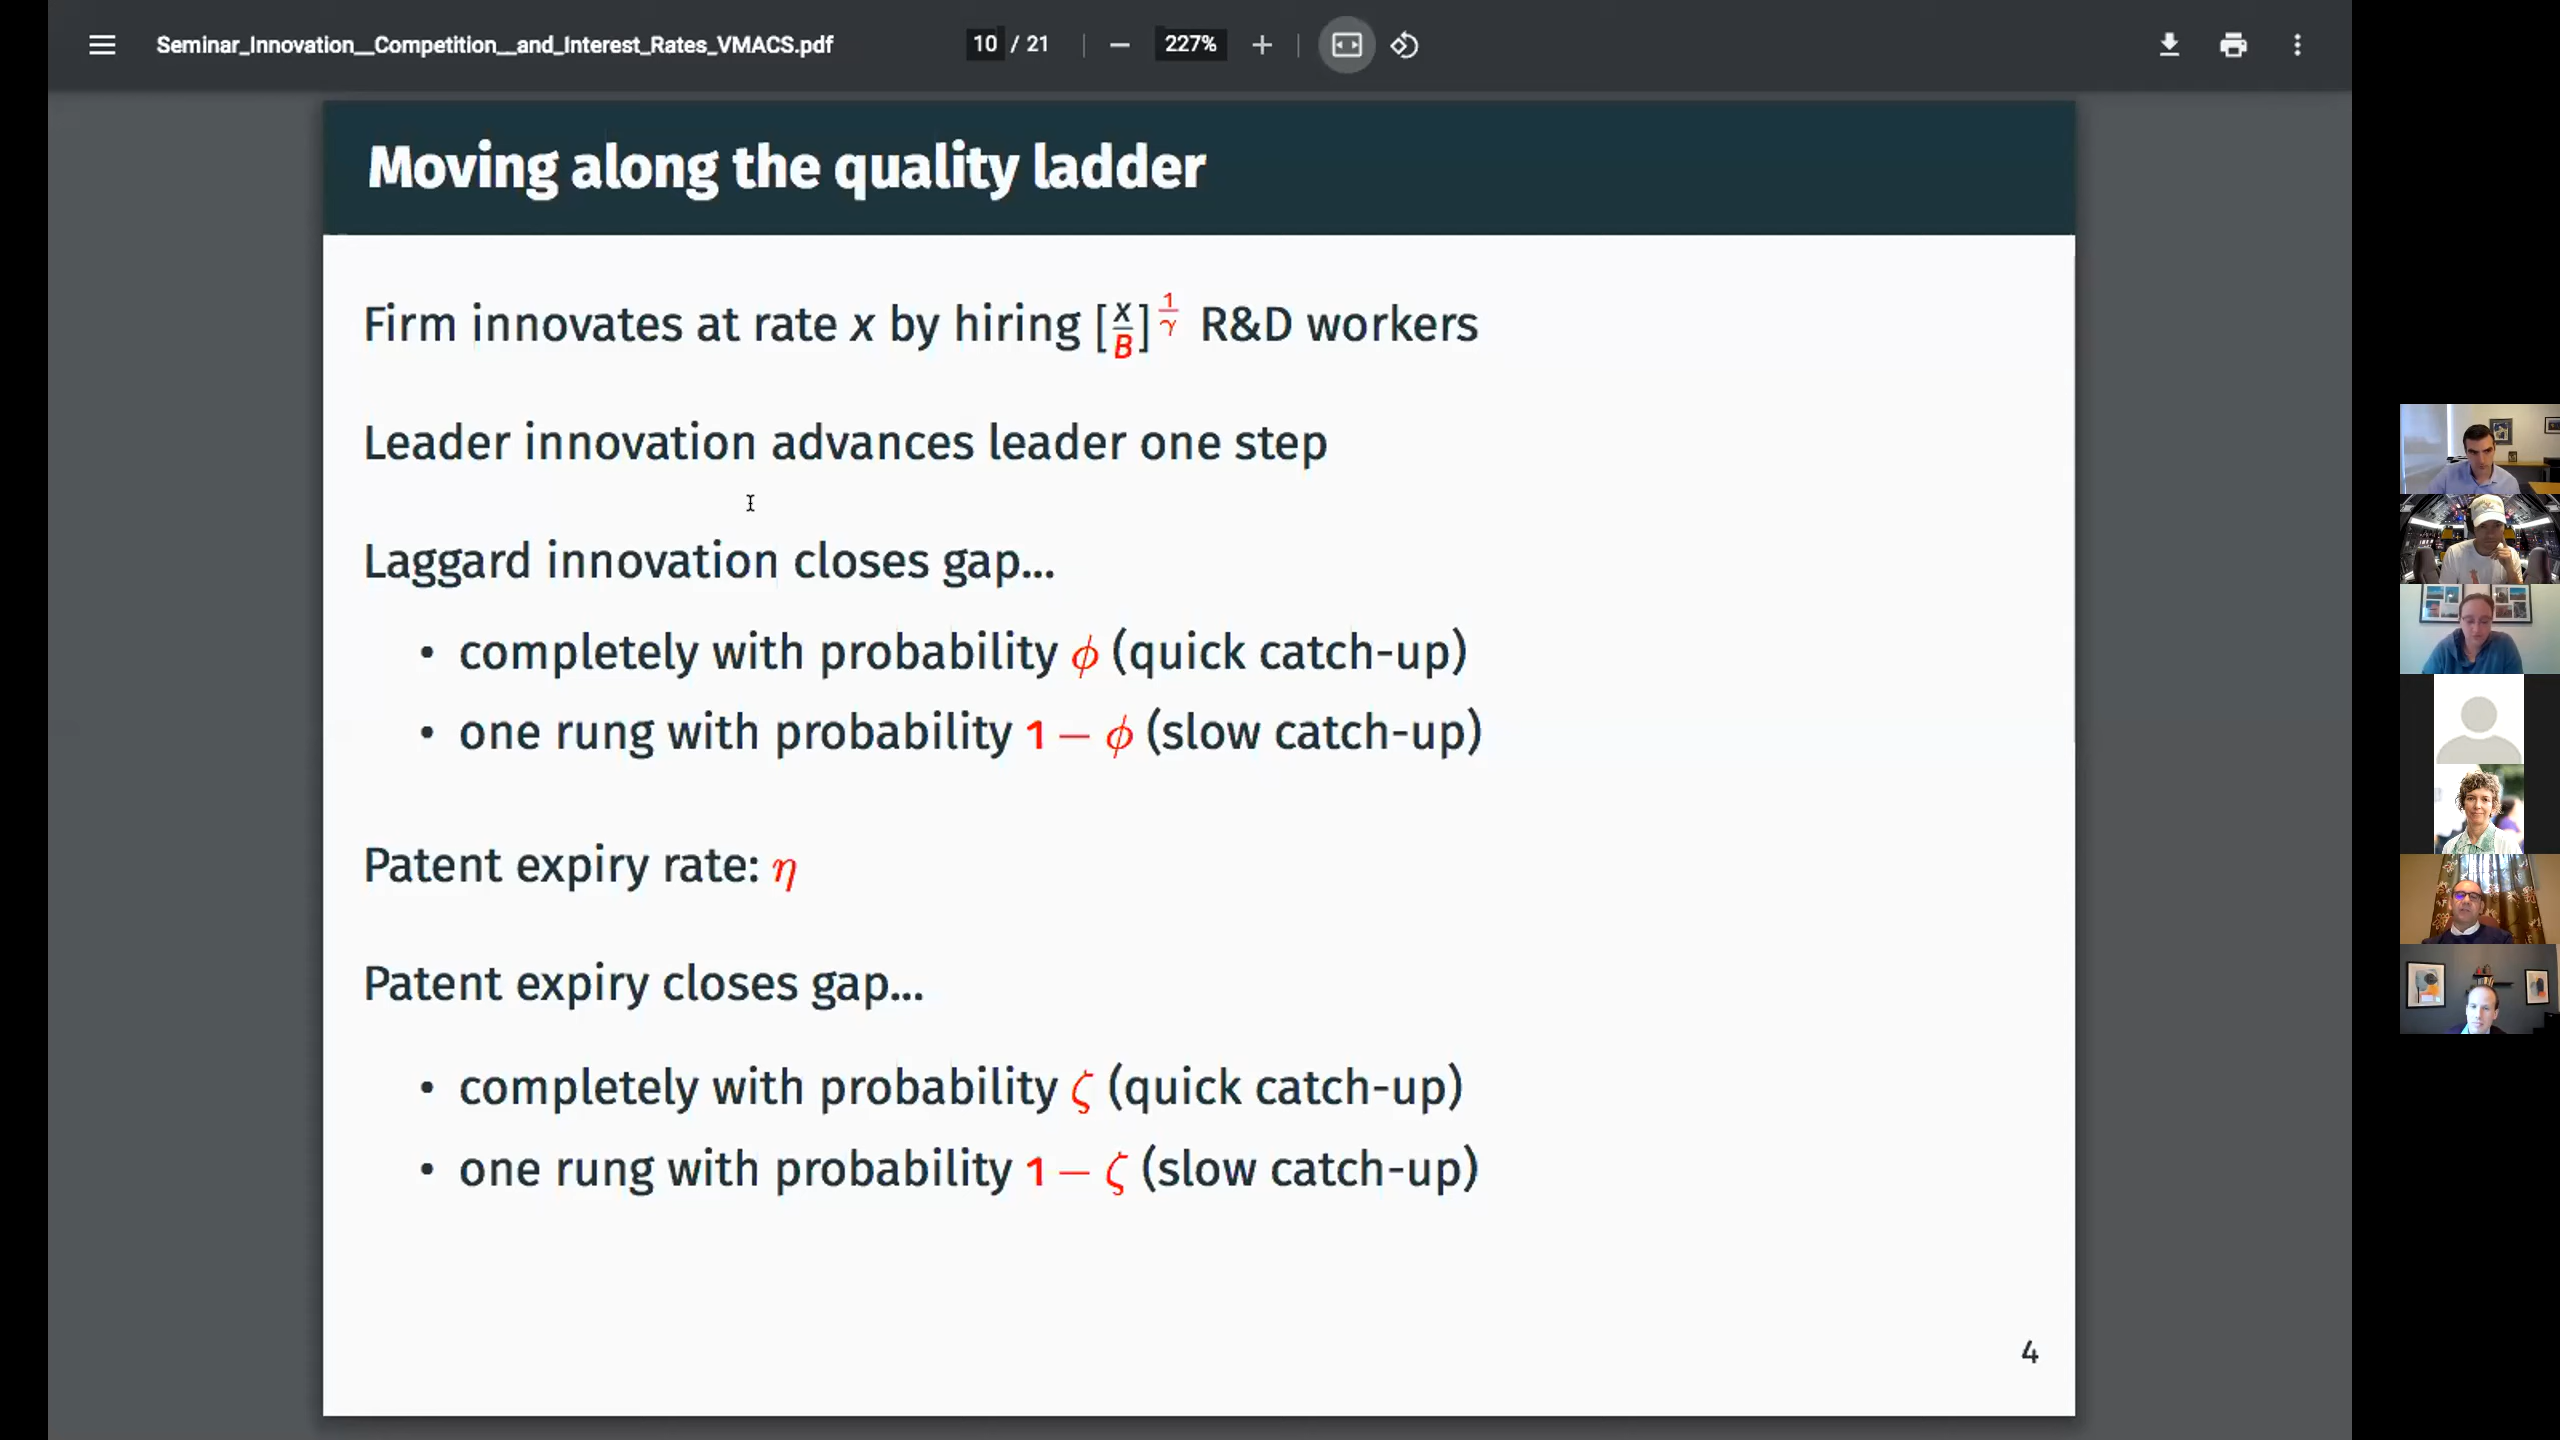 Seminar_Innovation__Competition__and_Interest_Rates_VMACS.pdf 10 / 21 227%
Moving along the quality ladder
Firm innovates at rate x by hiring [x/B]^(1/γ) R&D workers
Leader innovation advances leader one step
Laggard innovation closes gap...
• completely with probability ϕ (quick catch-up)
• one rung with probability 1 − ϕ (slow catch-up)
Patent expiry rate: η
Patent expiry closes gap...
• completely with probability ζ (quick catch-up)
• one rung with probability 1 − ζ (slow catch-up)
4